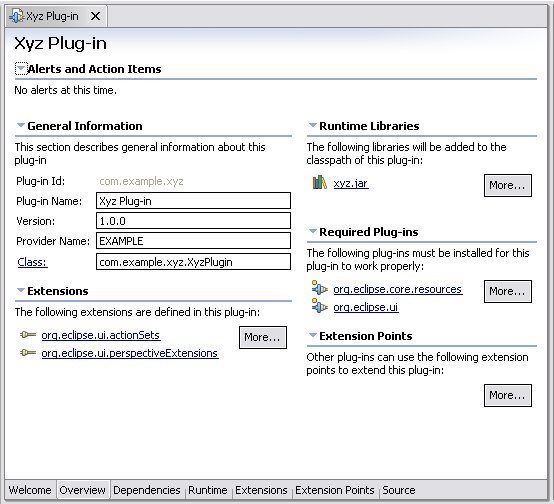 Xyz Plug-in
Xyz Plug-in
Alerts and Action Items
No alerts at this time.
General Information
This section describes general information about this
plug-in
Plug-in Id: com.example.xyz
Plug-in Name: Xyz Plug-in
Version: 1.0.0
Provider Name: EXAMPLE
Class: com.example.xyz.XyzPlugin
Extensions
The following extensions are defined in this plug-in:
org.eclipse.ui.actionSets
org.eclipse.ui.perspectiveExtensions
More...
Runtime Libraries
The following libraries will be added to the
classpath of this plug-in:
xyz.jar
More...
Required Plug-ins
The following plug-ins must be installed for this
plug-in to work properly:
org.eclipse.core.resources
org.eclipse.ui
More...
Extension Points
Other plug-ins can use the following extension
points to extend this plug-in:
More...
Welcome Overview Dependencies Runtime Extensions Extension Points Source